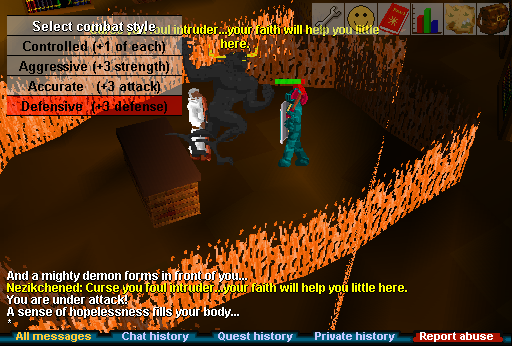 Select combat style
Controlled (+1 of each)
Aggressive (+3 strength)
Accurate (+3 attack)
Defensive (+3 defense)
foul intruder...your faith will help you little
here.
And a mighty demon forms in front of you...
Nezikchened: Curse you foul intruder...your faith will help you little here.
You are under attack!
A sense of hopelessness fills your body...
*
All messages
Chat history
Quest history
Private history
Report abuse